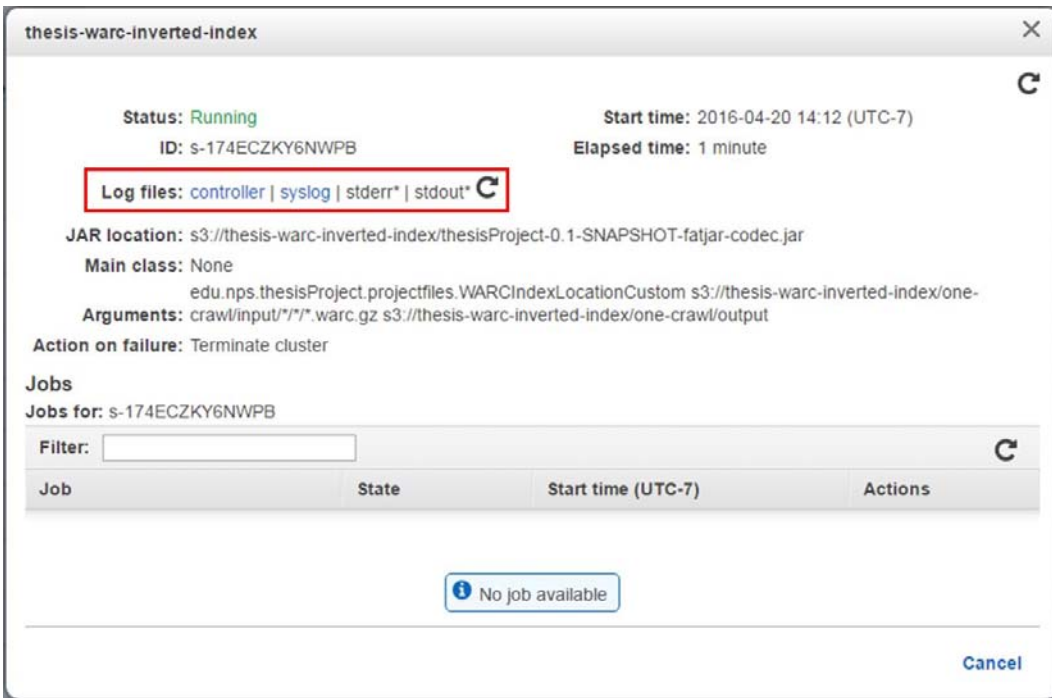 thesis-warc-inverted-index
Status: Running
Start time: 2016-04-20 14:12 (UTC-7)
ID: s-174ECZKY6NWPB
Elapsed time: 1 minute
Log files: controller | syslog | stderr* | stdout*
JAR location: s3://thesis-warc-inverted-index/thesisProject-0.1-SNAPSHOT-fatjar-codec.jar
Main class: None
edu.nps.thesisProject.projectfiles.WARCIndexLocationCustom s3://thesis-warc-inverted-index/one-
Arguments: crawl/input/*/*/*.warc.gz s3://thesis-warc-inverted-index/one-crawl/output
Action on failure: Terminate cluster
Jobs
Jobs for: s-174ECZKY6NWPB
Filter:
Job State Start time (UTC-7) Actions
No job available
Cancel